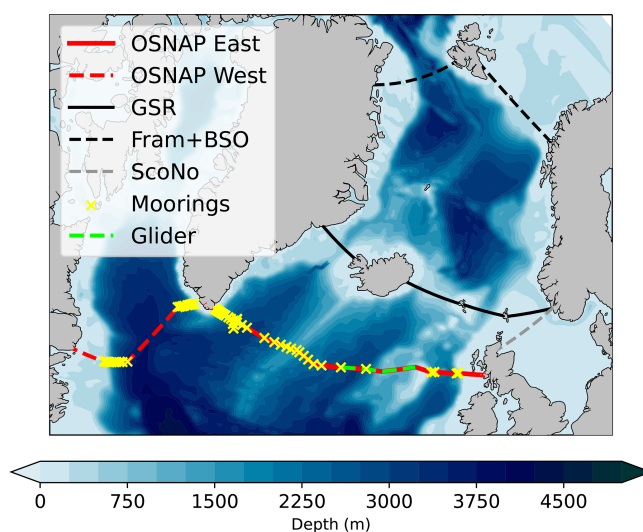 OSNAP East
OSNAP West
GSR
Fram+BSO
ScoNo
Moorings
Glider
0 750 1500 2250 3000 3750 4500
Depth (m)